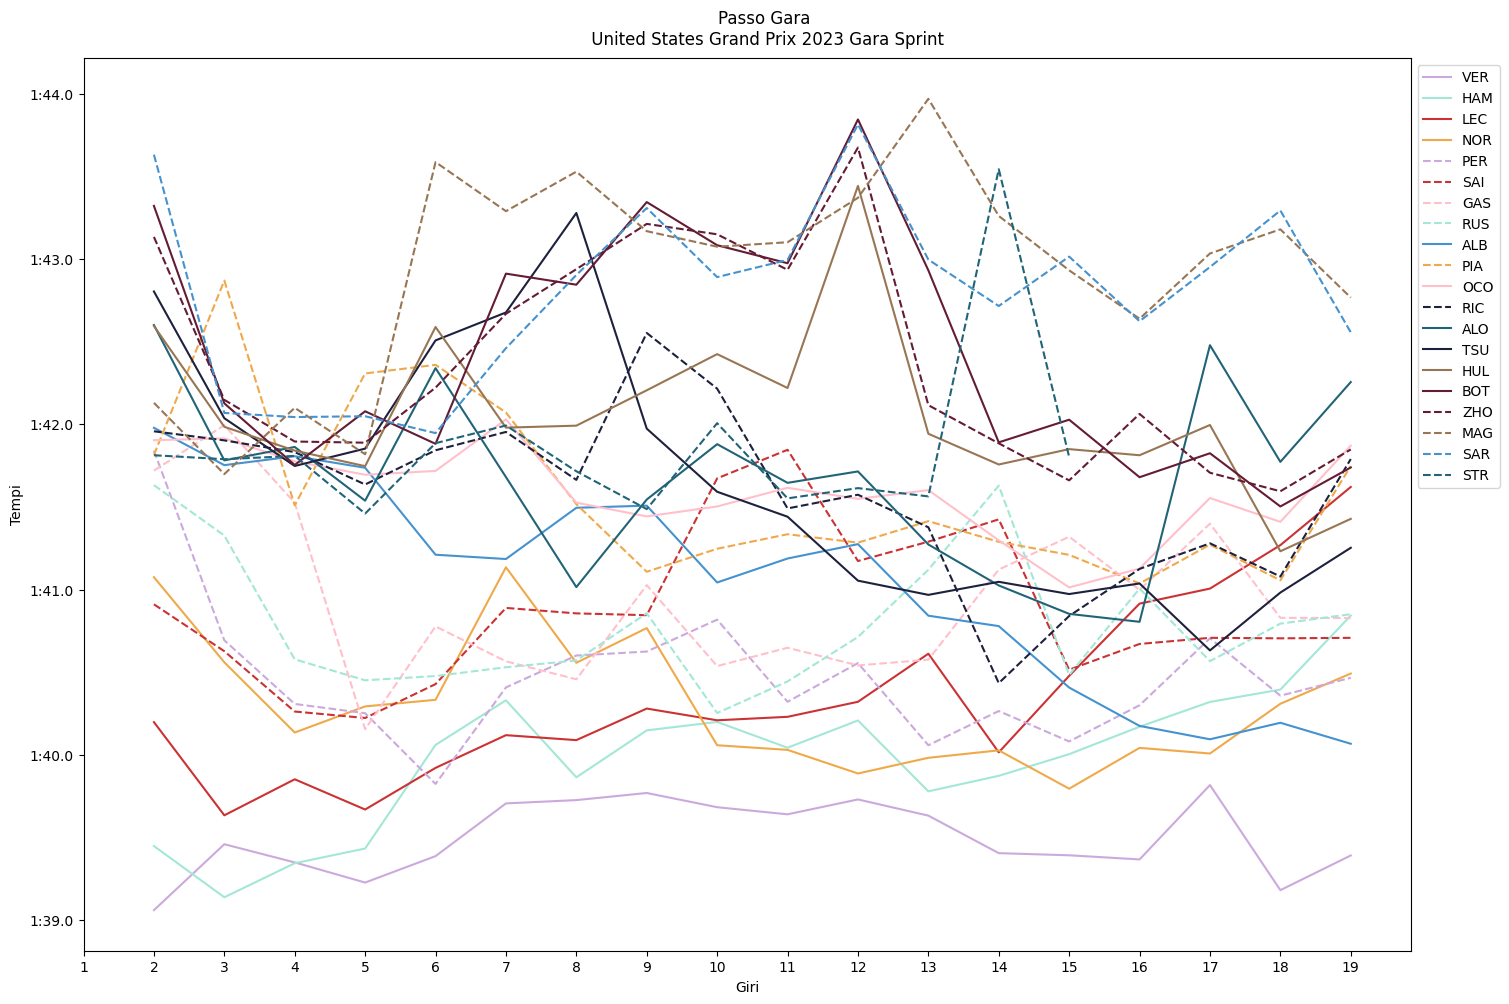 Passo Gara
United States Grand Prix 2023 Gara Sprint
1:44.0
1:43.0
1:42.0
1:41.0
1:40.0
1:39.0
Tempi
1 2 3 4 5 6 7 8 9 10 11 12 13 14 15 16 17 18 19
Giri
VER
HAM
LEC
NOR
PER
SAI
GAS
RUS
ALB
PIA
OCO
RIC
ALO
TSU
HUL
BOT
ZHO
MAG
SAR
STR